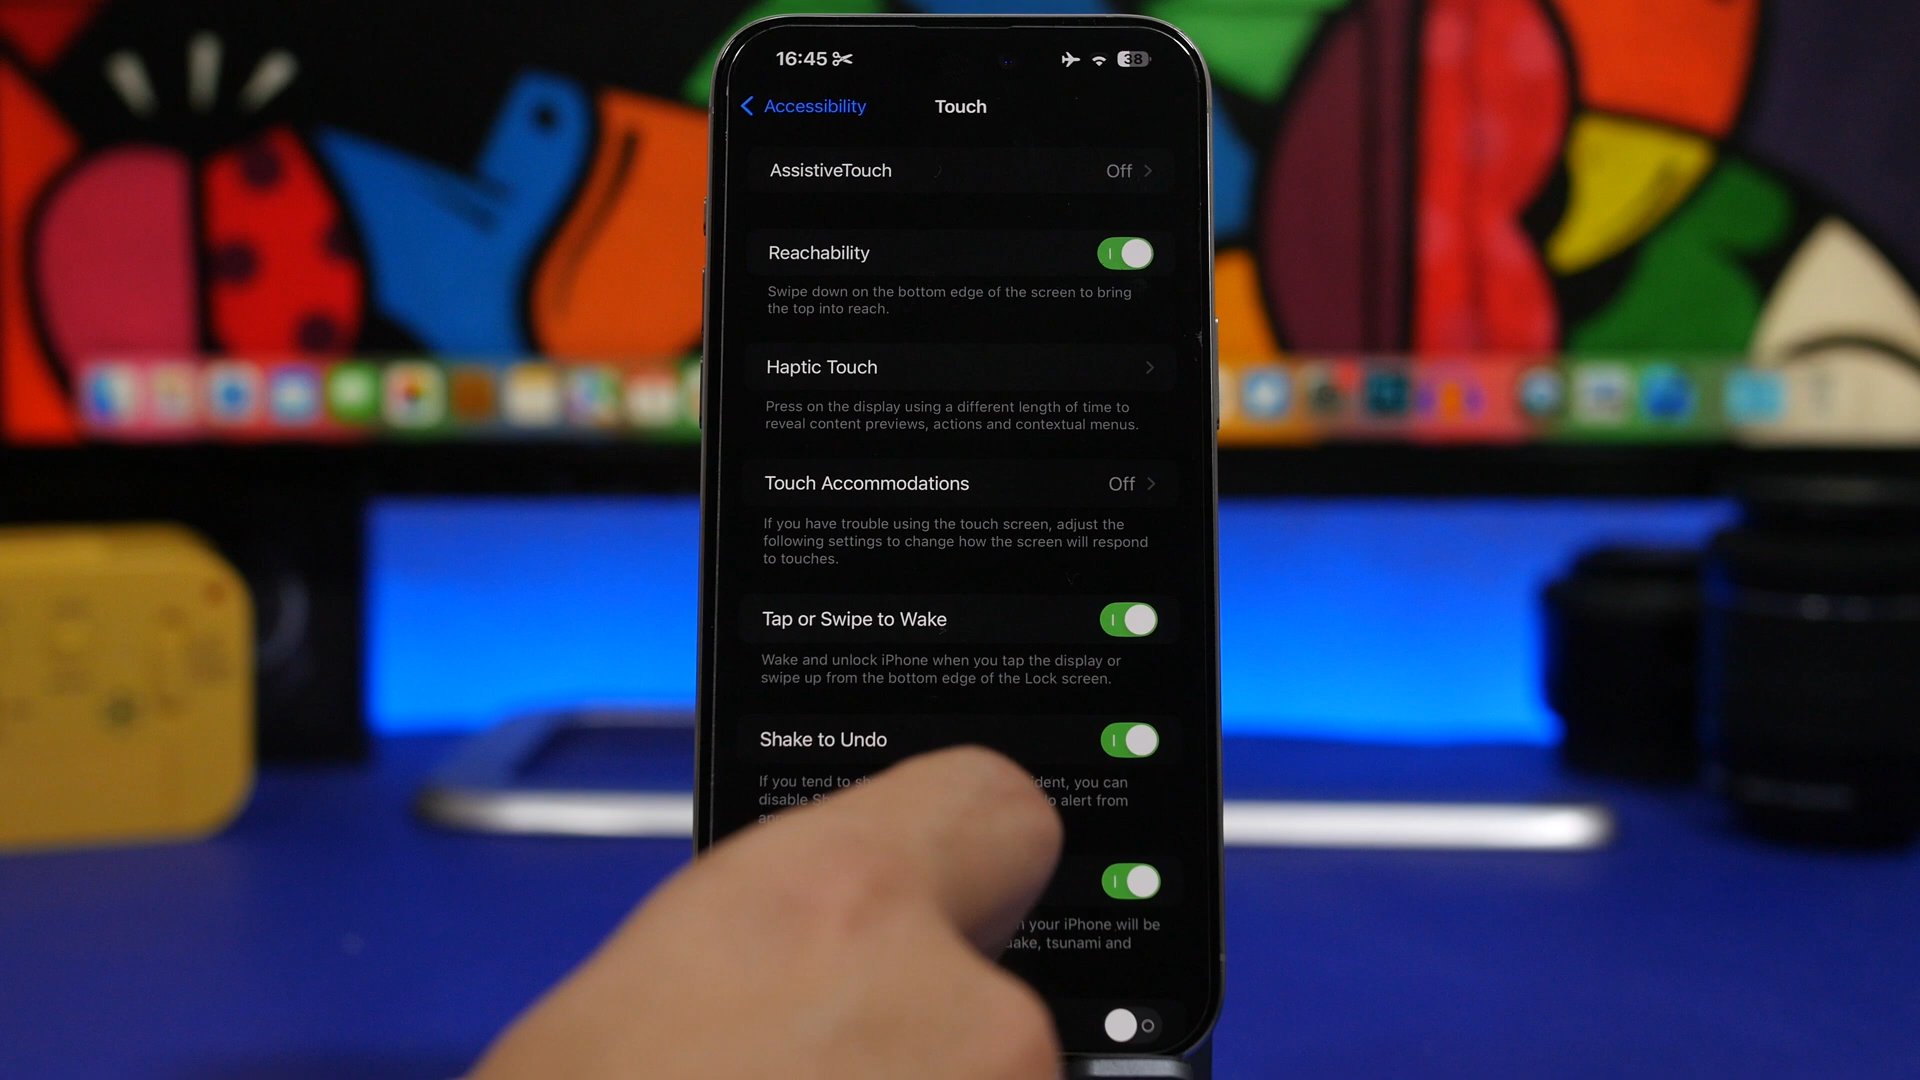 16:45
38
Accessibility
Touch
AssistiveTouch Off
Reachability
Swipe down on the bottom edge of the screen to bring
the top into reach.
Haptic Touch
Press on the display using a different length of time to
reveal content previews, actions and contextual menus.
Touch Accommodations Off
If you have trouble using the touch screen, adjust the
following settings to change how the screen will respond
to touches.
Tap or Swipe to Wake
Wake and unlock iPhone when you tap the display or
swipe up from the bottom edge of the Lock screen.
Shake to Undo
If you tend to you can
disable alert from
your iPhone will be
tsunami and